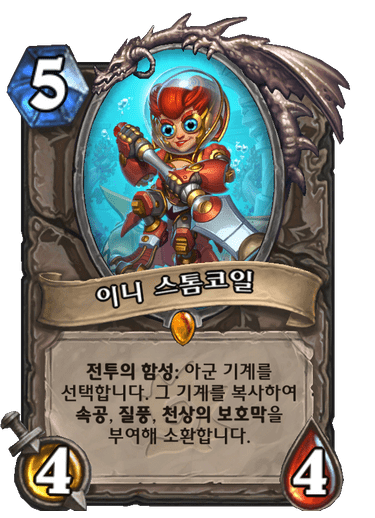 5
이니 스톰코일
전투의 함성: 아군 기계를
선택합니다. 그 기계를 복사하여
속공, 질풍, 천상의 보호막을
부여해 소환합니다.
4 4